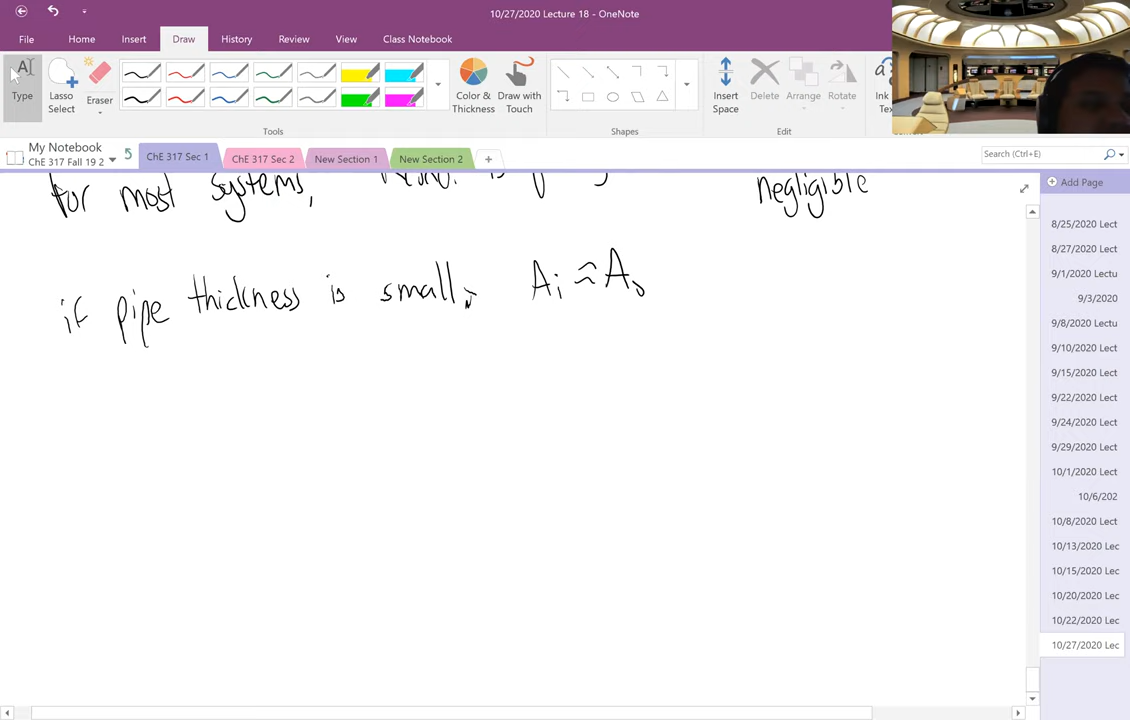 10/27/2020 Lecture 18 - OneNote
File Home Insert Draw History Review View Class Notebook
Type
Lasso Select
Eraser
Color & Thickness
Draw with Touch
Insert Space
Delete
Arrange
Rotate
Ink
Tex
Tools
Shapes
Edit
My Notebook
ChE 317 Fall 19 2
ChE 317 Sec 1
ChE 317 Sec 2
New Section 1
New Section 2
Search (Ctrl+E)
Add Page
for most systems, is negligible
if pipe thickness is small; Ai ≈ Ao
8/25/2020 Lect
8/27/2020 Lect
9/1/2020 Lectu
9/3/2020
9/8/2020 Lectu
9/10/2020 Lect
9/15/2020 Lect
9/22/2020 Lect
9/24/2020 Lect
9/29/2020 Lect
10/1/2020 Lect
10/6/202
10/8/2020 Lect
10/13/2020 Lec
10/15/2020 Lec
10/20/2020 Lec
10/22/2020 Lec
10/27/2020 Lec